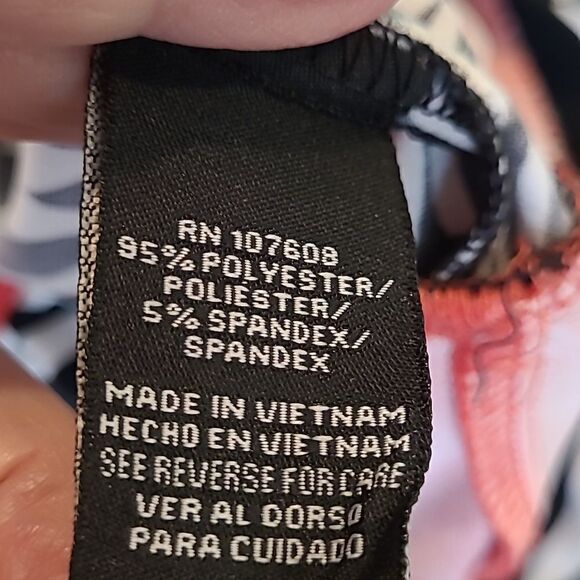 RN 107608
95% POLYESTER/
POLIESTER/
5% SPANDEX/
SPANDEX
MADE IN VIETNAM
HECHO EN VIETNAM
SEE REVERSE FOR CARE
VER AL DORSO
PARA CUIDADO